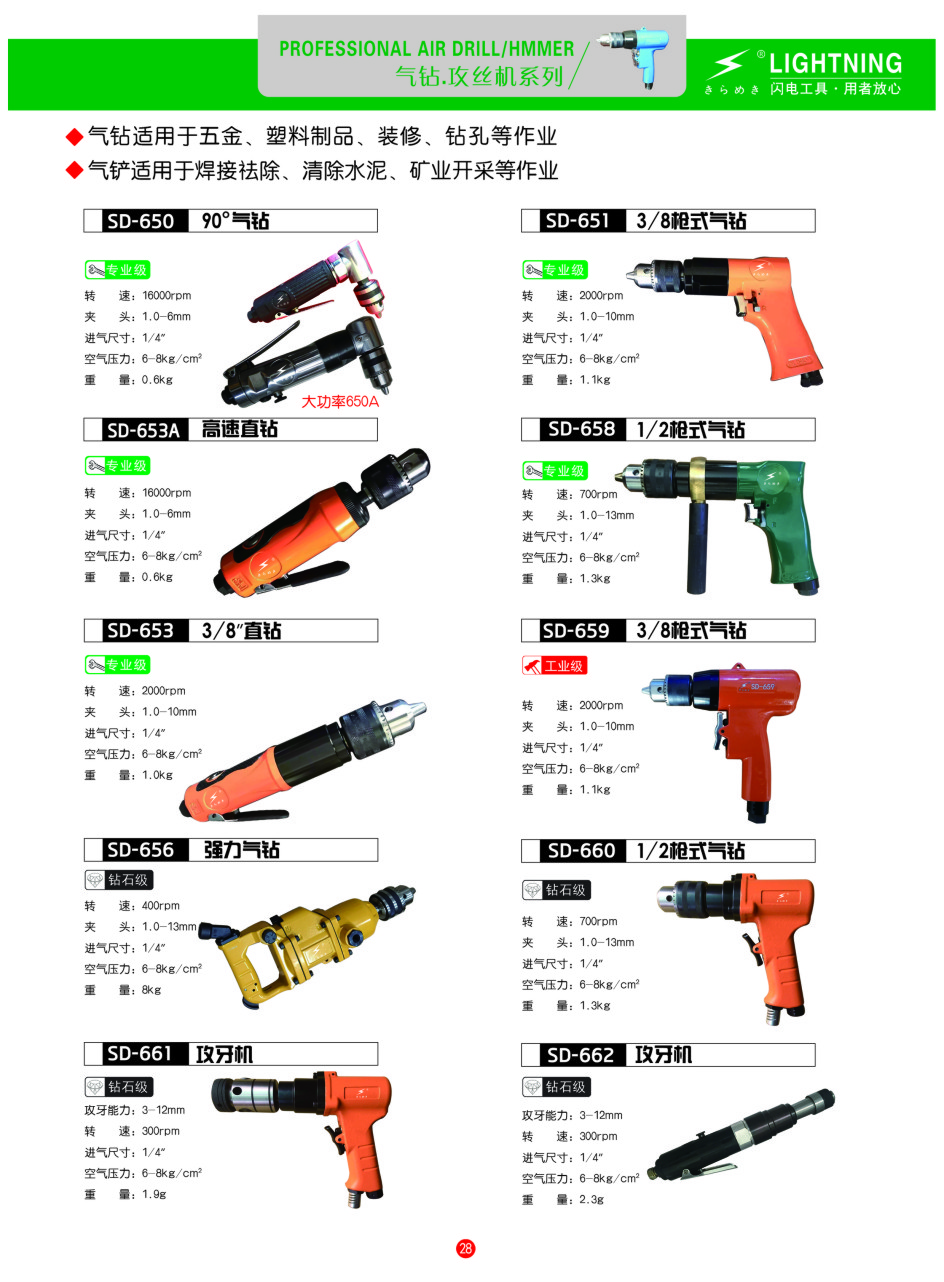 PROFESSIONAL AIR DRILL/HMMER
气钻.攻丝机系列
® LIGHTNING
きらめき 闪电工具·用者放心
气钻适用于五金、塑料制品、装修、钻孔等作业
气铲适用于焊接祛除、清除水泥、矿业开采等作业
SD-650 90°气钻
专业级
转 速：16000rpm
夹 头：1.0-6mm
进气尺寸：1/4″
空气压力：6-8kg/cm²
重 量：0.6kg
大功率650A
SD-651 3/8枪式气钻
专业级
转 速：2000rpm
夹 头：1.0-10mm
进气尺寸：1/4″
空气压力：6-8kg/cm²
重 量：1.1kg
SD-653A 高速直钻
专业级
转 速：16000rpm
夹 头：1.0-6mm
进气尺寸：1/4″
空气压力：6-8kg/cm²
重 量：0.6kg
SD-658 1/2枪式气钻
专业级
转 速：700rpm
夹 头：1.0-13mm
进气尺寸：1/4″
空气压力：6-8kg/cm²
重 量：1.3kg
SD-653 3/8″直钻
专业级
转 速：2000rpm
夹 头：1.0-10mm
进气尺寸：1/4″
空气压力：6-8kg/cm²
重 量：1.0kg
SD-659 3/8枪式气钻
工业级
SD-659
转 速：2000rpm
夹 头：1.0-10mm
进气尺寸：1/4″
空气压力：6-8kg/cm²
重 量：1.1kg
SD-656 强力气钻
钻石级
转 速：400rpm
夹 头：1.0-13mm
进气尺寸：1/4″
空气压力：6-8kg/cm²
重 量：8kg
SD-660 1/2枪式气钻
钻石级
转 速：700rpm
夹 头：1.0-13mm
进气尺寸：1/4″
空气压力：6-8kg/cm²
重 量：1.3kg
SD-661 攻牙机
钻石级
攻牙能力：3-12mm
转 速：300rpm
进气尺寸：1/4″
空气压力：6-8kg/cm²
重 量：1.9g
SD-662 攻牙机
钻石级
攻牙能力：3-12mm
转 速：300rpm
进气尺寸：1/4″
空气压力：6-8kg/cm²
重 量：2.3g
28